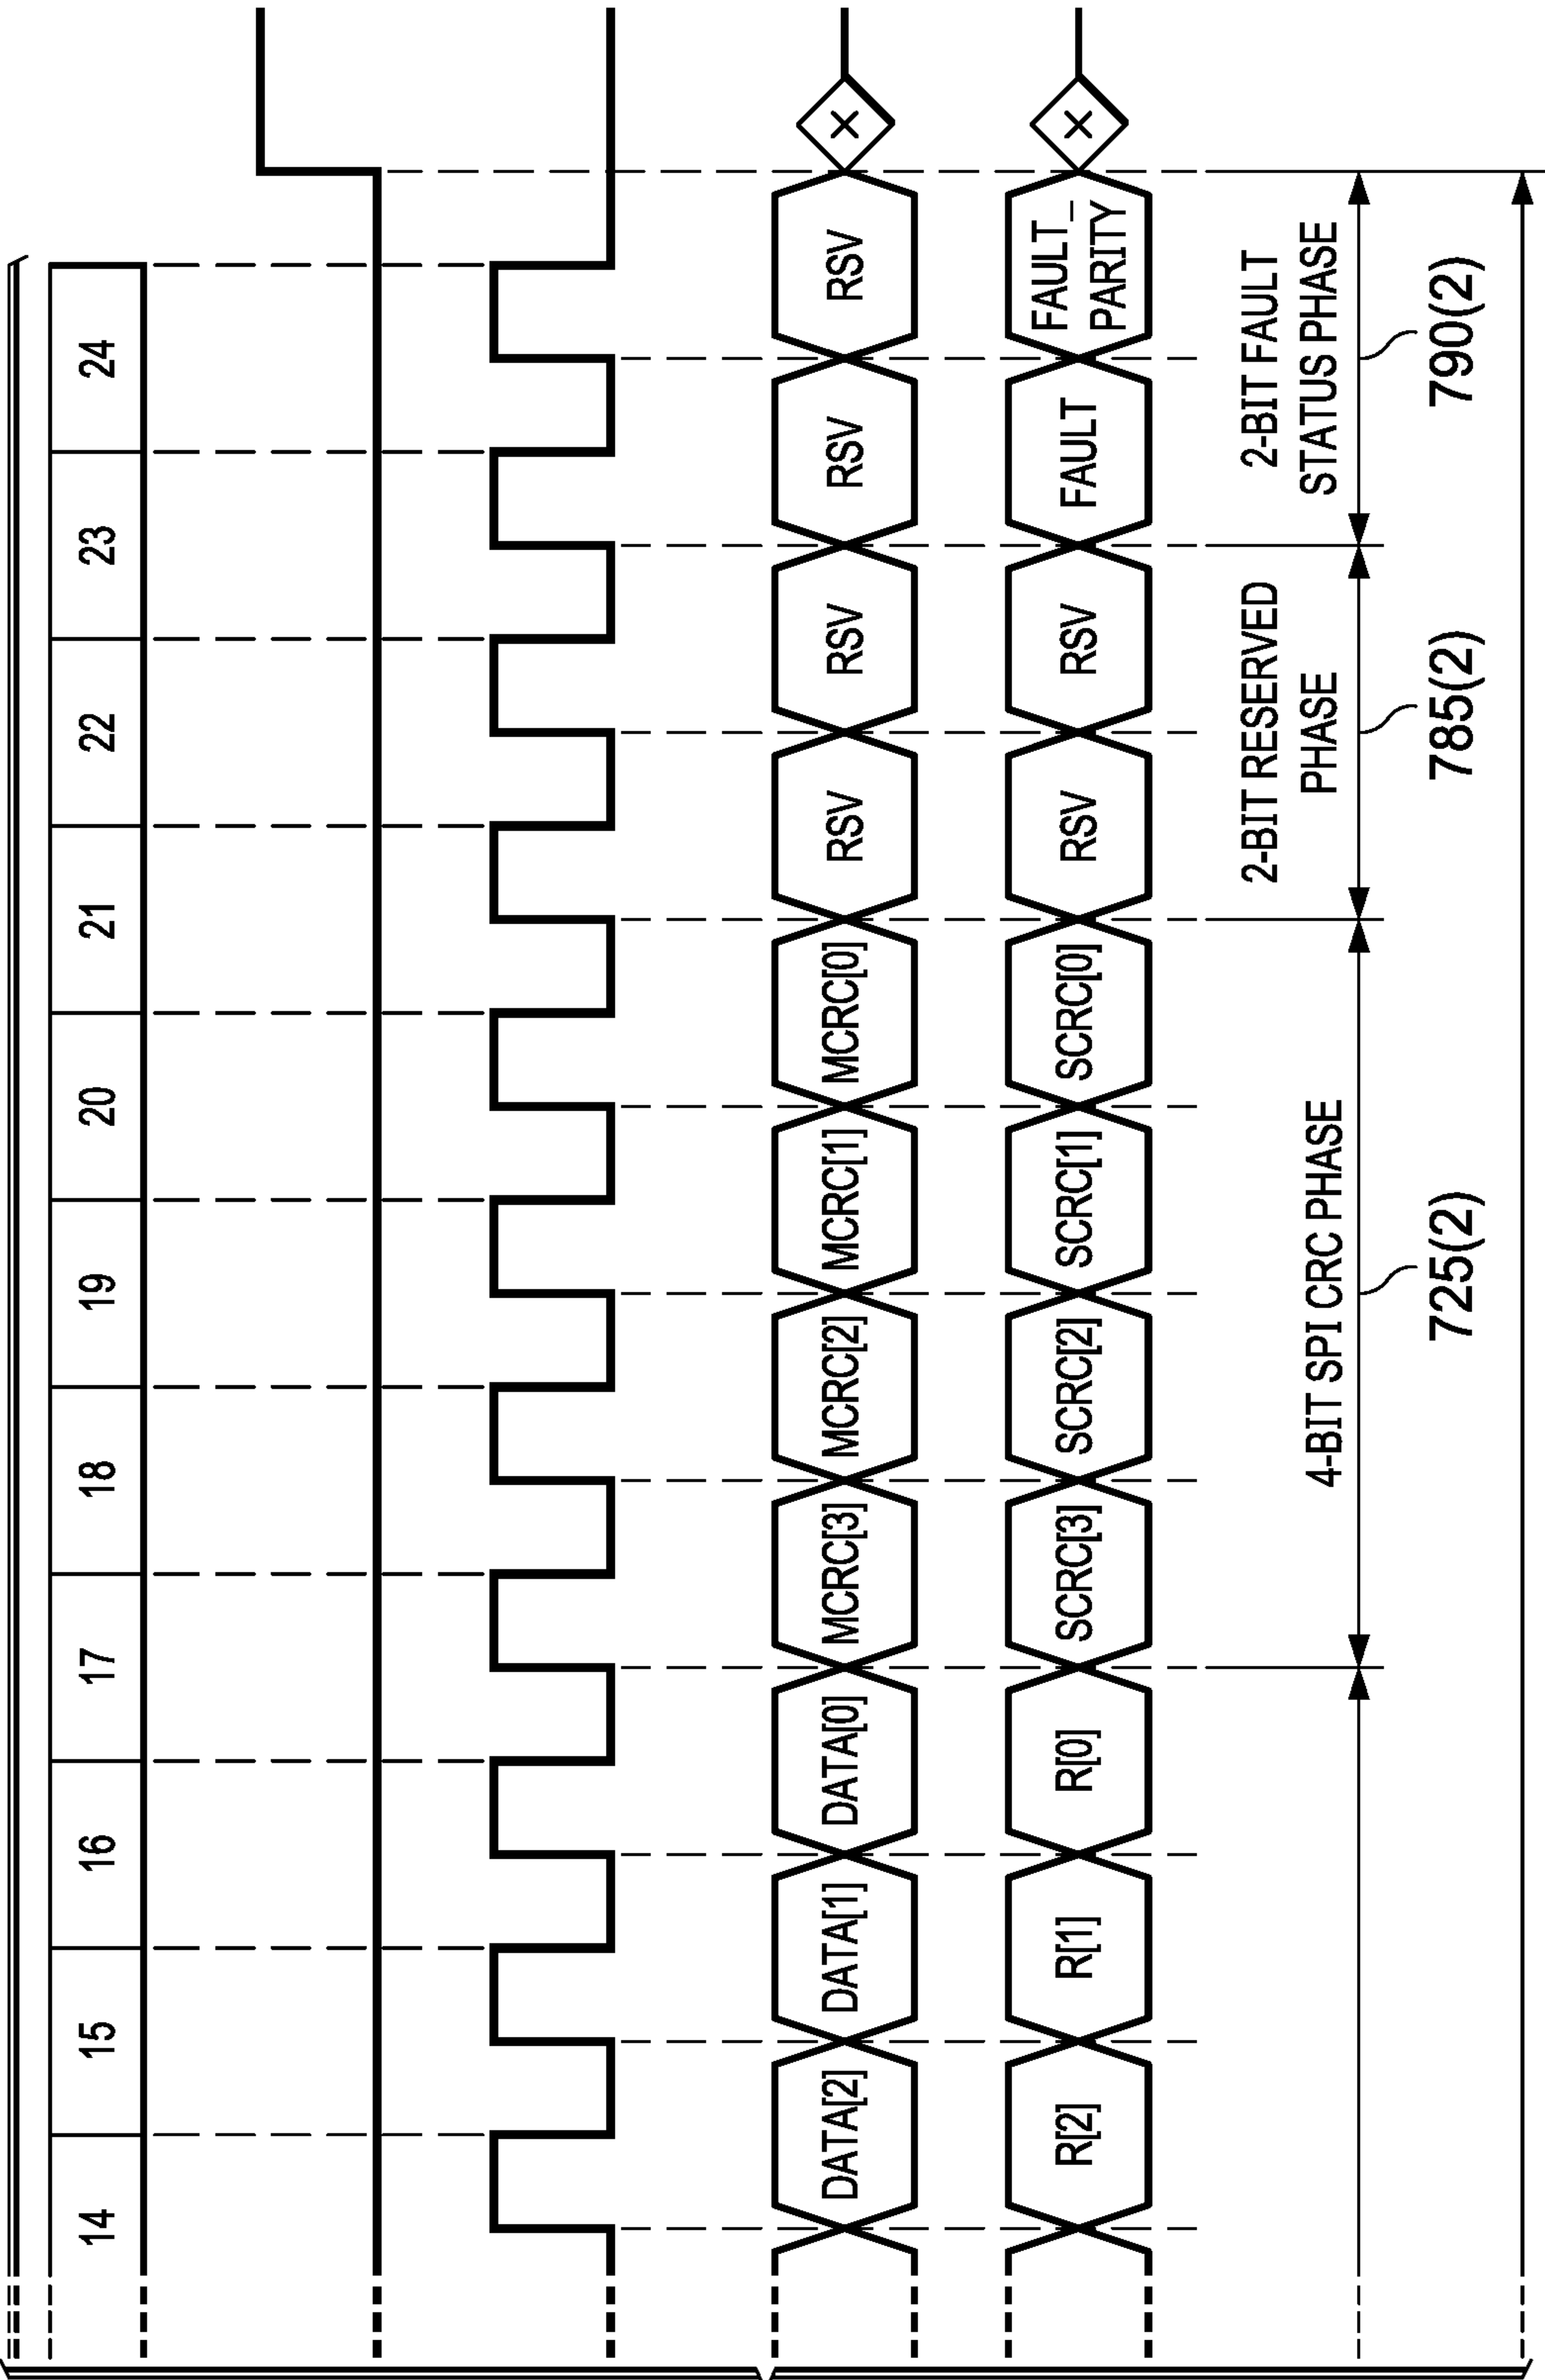 14 15 16 17 18 19 20 21 22 23 24
DATA[2] DATA[1] DATA[0] MCRC[3] MCRC[2] MCRC[1] MCRC[0] RSV RSV RSV RSV
R[2] R[1] R[0] SCRC[3] SCRC[2] SCRC[1] SCRC[0] RSV RSV FAULT FAULT_
PARITY
4-BIT SPI CRC PHASE
2-BIT RESERVED
PHASE
2-BIT FAULT
STATUS PHASE
725(2) 785(2) 790(2)